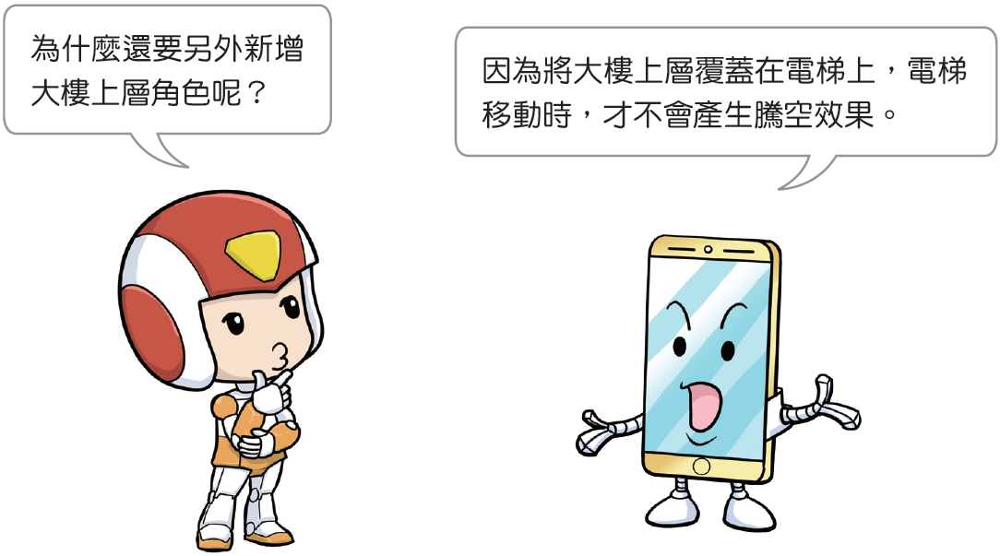 為什麼還要另外新增
大樓上層角色呢？
因為將大樓上層覆蓋在電梯上，電梯
移動時，才不會產生騰空效果。